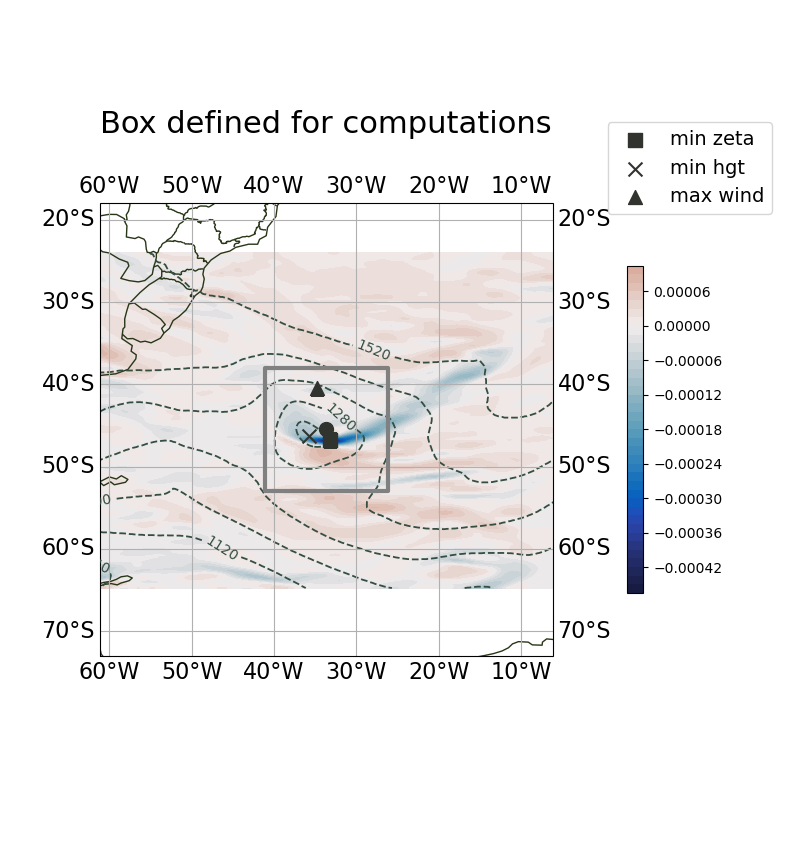 Box defined for computations
min zeta
min hgt
max wind
60°W 50°W 40°W 30°W 20°W 10°W
20°S 20°S
30°S 30°S
40°S 40°S
50°S 50°S
60°S 60°S
70°S 70°S
60°W 50°W 40°W 30°W 20°W 10°W
1520
1280
1120
0
0
0.00006
0.00000
−0.00006
−0.00012
−0.00018
−0.00024
−0.00030
−0.00036
−0.00042